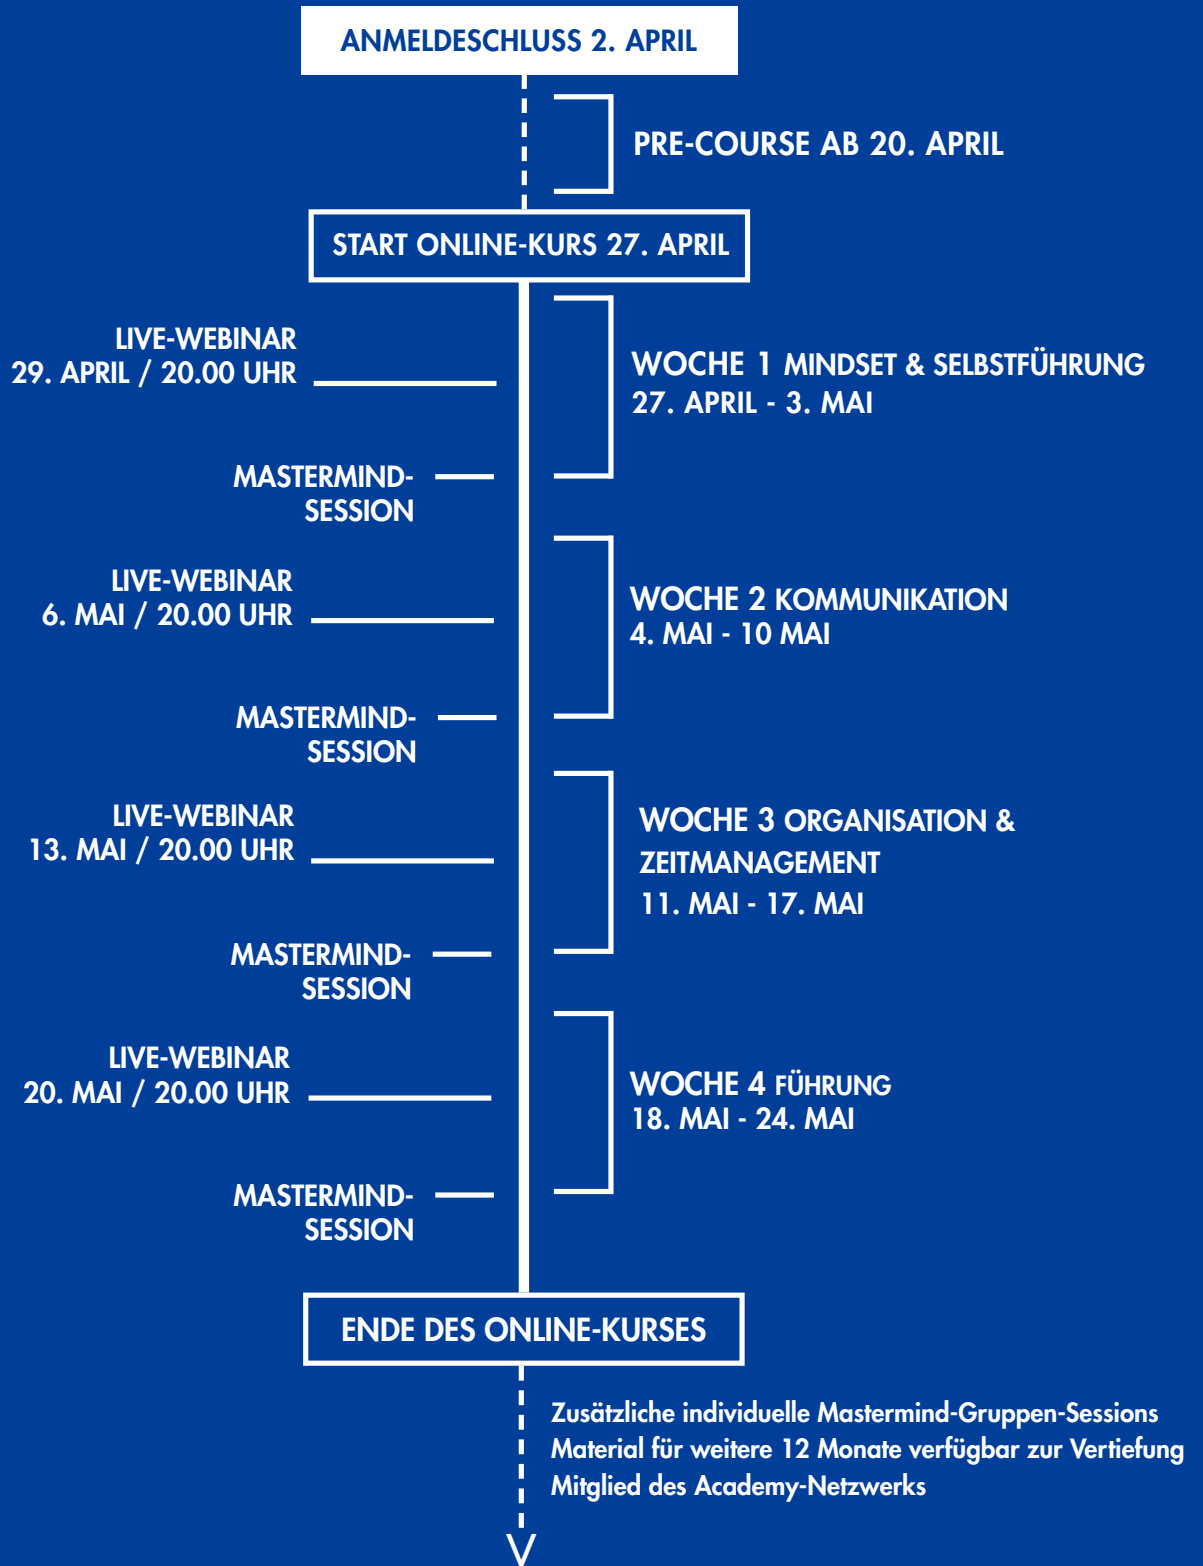 ANMELDESCHLUSS 2. APRIL
PRE-COURSE AB 20. APRIL
START ONLINE-KURS 27. APRIL
LIVE-WEBINAR
29. APRIL / 20.00 UHR
WOCHE 1 MINDSET & SELBSTFÜHRUNG
27. APRIL - 3. MAI
MASTERMIND-
SESSION
LIVE-WEBINAR
6. MAI / 20.00 UHR
WOCHE 2 KOMMUNIKATION
4. MAI - 10 MAI
MASTERMIND-
SESSION
LIVE-WEBINAR
13. MAI / 20.00 UHR
WOCHE 3 ORGANISATION &
ZEITMANAGEMENT
11. MAI - 17. MAI
MASTERMIND-
SESSION
LIVE-WEBINAR
20. MAI / 20.00 UHR
WOCHE 4 FÜHRUNG
18. MAI - 24. MAI
MASTERMIND-
SESSION
ENDE DES ONLINE-KURSES
Zusätzliche individuelle Mastermind-Gruppen-Sessions
Material für weitere 12 Monate verfügbar zur Vertiefung
Mitglied des Academy-Netzwerks